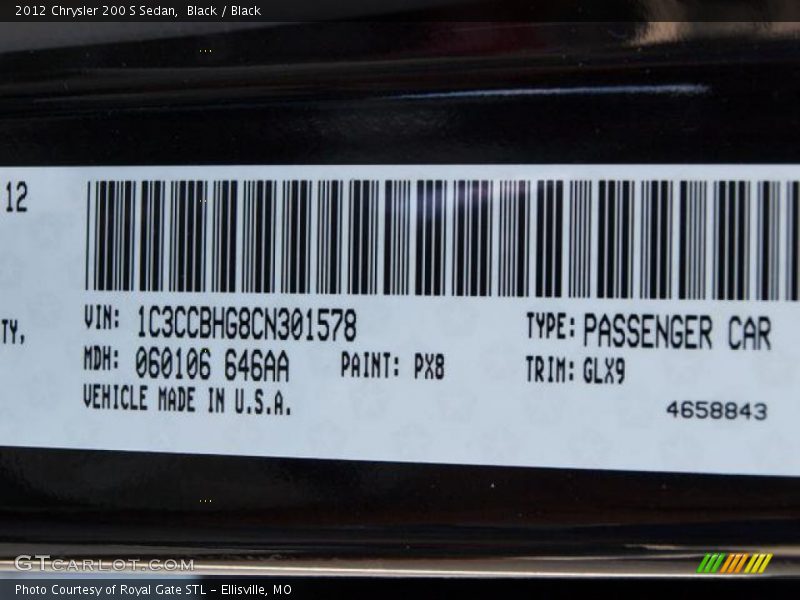 2012 Chrysler 200 S Sedan, Black / Black
12
TY,
VIN: 1C3CCBHG8CN301578
TYPE: PASSENGER CAR
MDH: 060106 646AA
PAINT: PX8
TRIM: GLX9
VEHICLE MADE IN U.S.A.
4658843
GTCARLOT.COM
Photo Courtesy of Royal Gate STL – Ellisville, MO